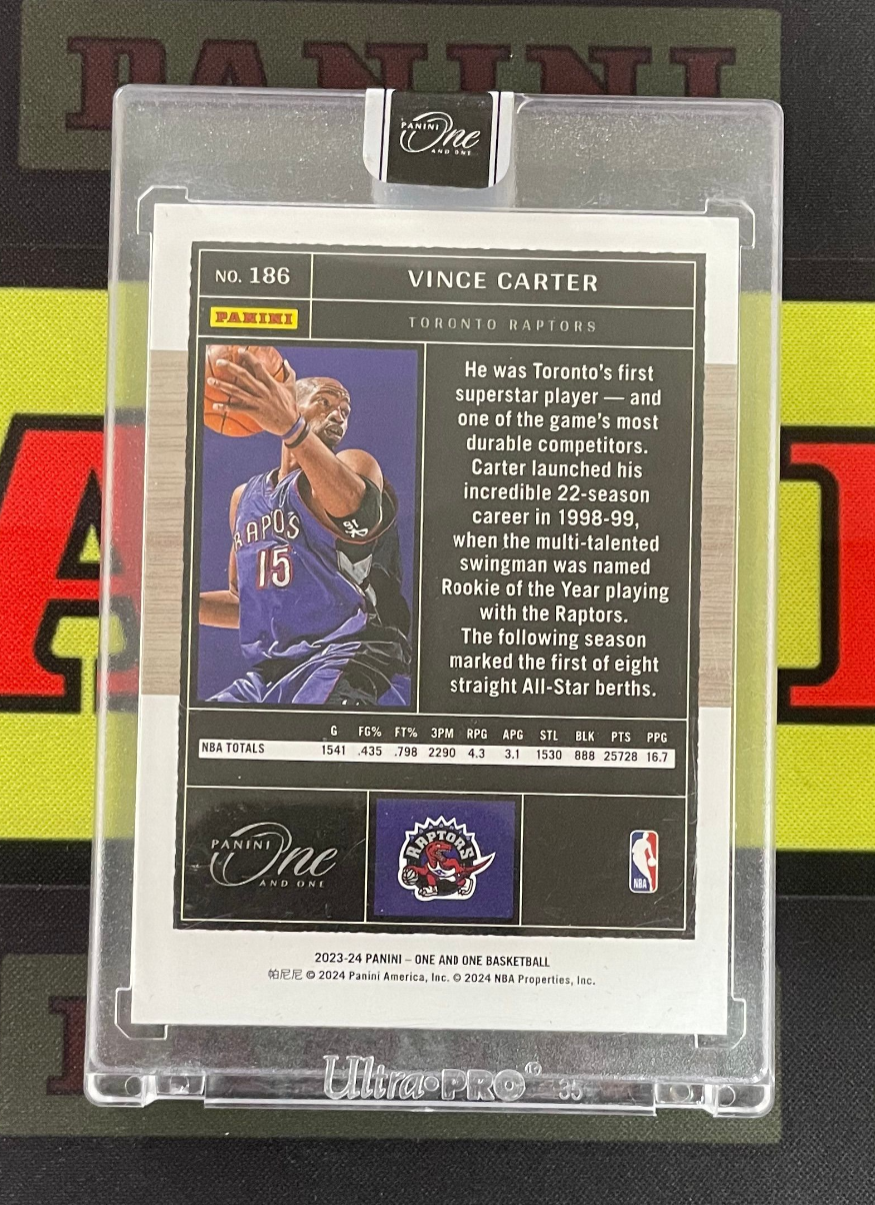 PANINI
PANINI
One
AND ONE
NO. 186
VINCE CARTER
PANINI
TORONTO RAPTORS
He was Toronto's first
superstar player — and
one of the game's most
durable competitors.
Carter launched his
incredible 22-season
career in 1998-99,
when the multi-talented
swingman was named
Rookie of the Year playing
with the Raptors.
The following season
marked the first of eight
straight All-Star berths.
RAPO'S
15
G FG% FT% 3PM RPG APG STL BLK PTS PPG
NBA TOTALS 1541 .435 .798 2290 4.3 3.1 1530 888 25728 16.7
PANINI
One
AND ONE
RAPTORS
NBA
2023-24 PANINI – ONE AND ONE BASKETBALL
帕尼尼 © 2024 Panini America, Inc. © 2024 NBA Properties, Inc.
Ultra•PRO® 35